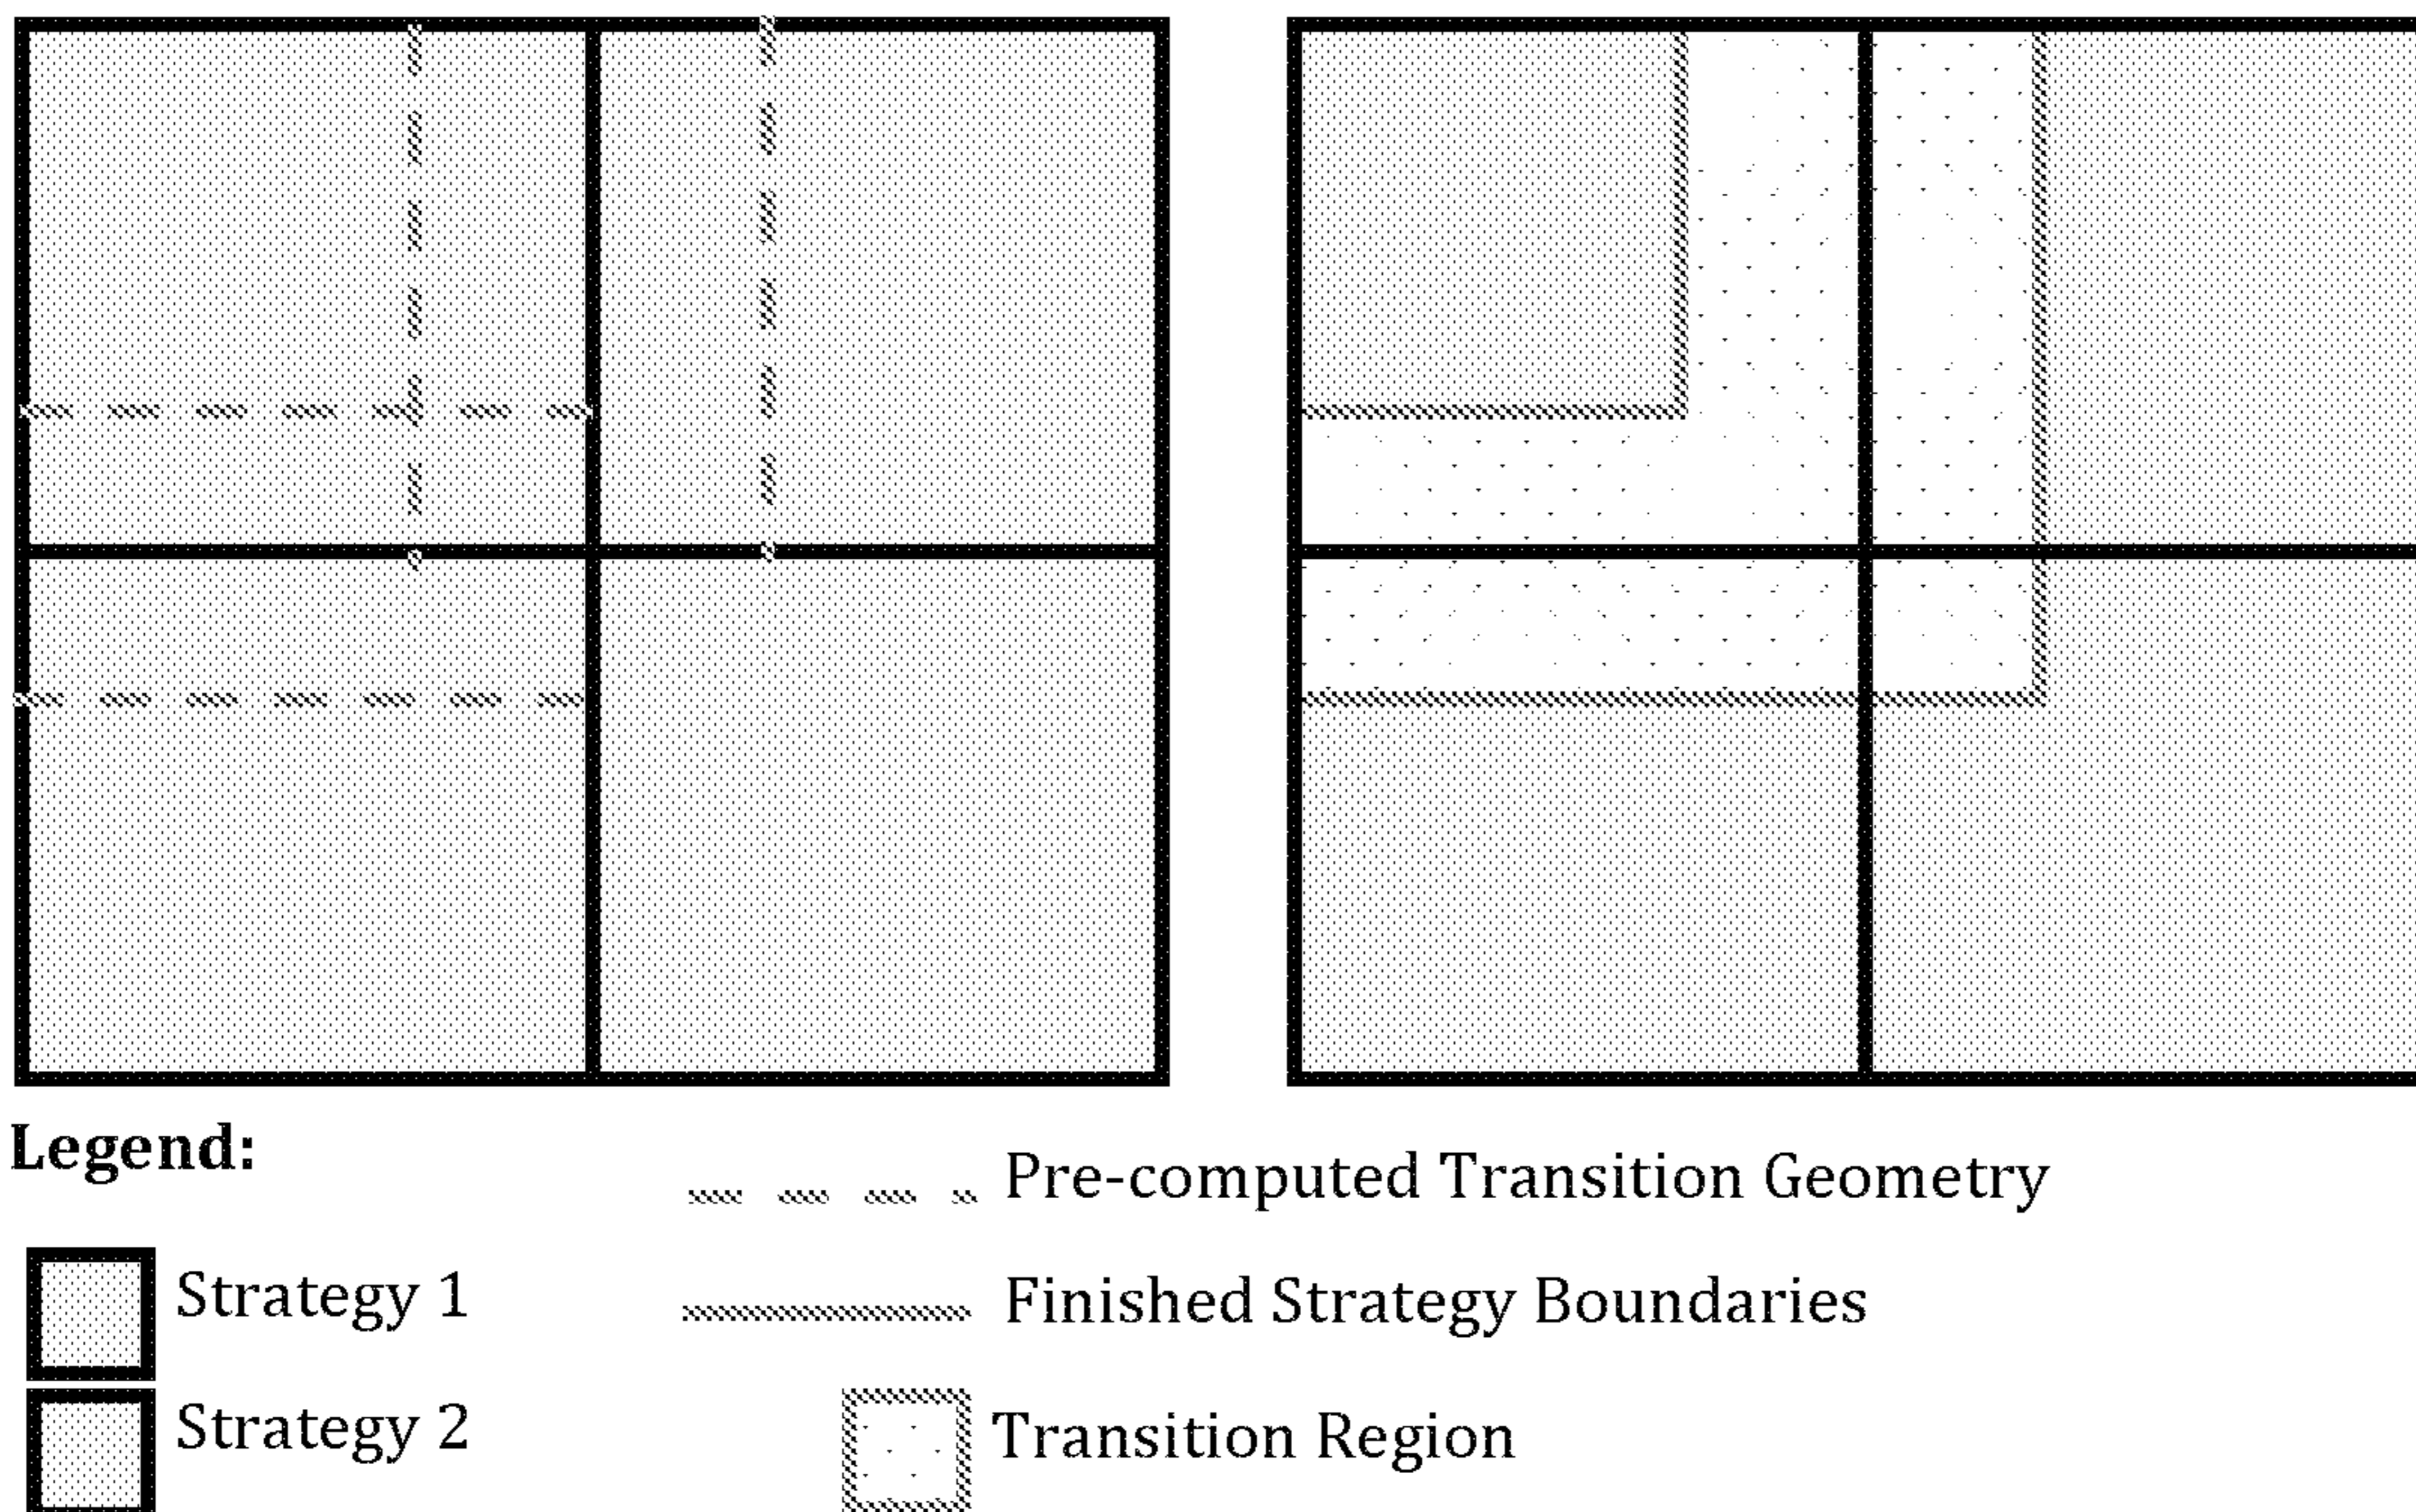 Legend:
Pre-computed Transition Geometry
Strategy 1
Finished Strategy Boundaries
Strategy 2
Transition Region